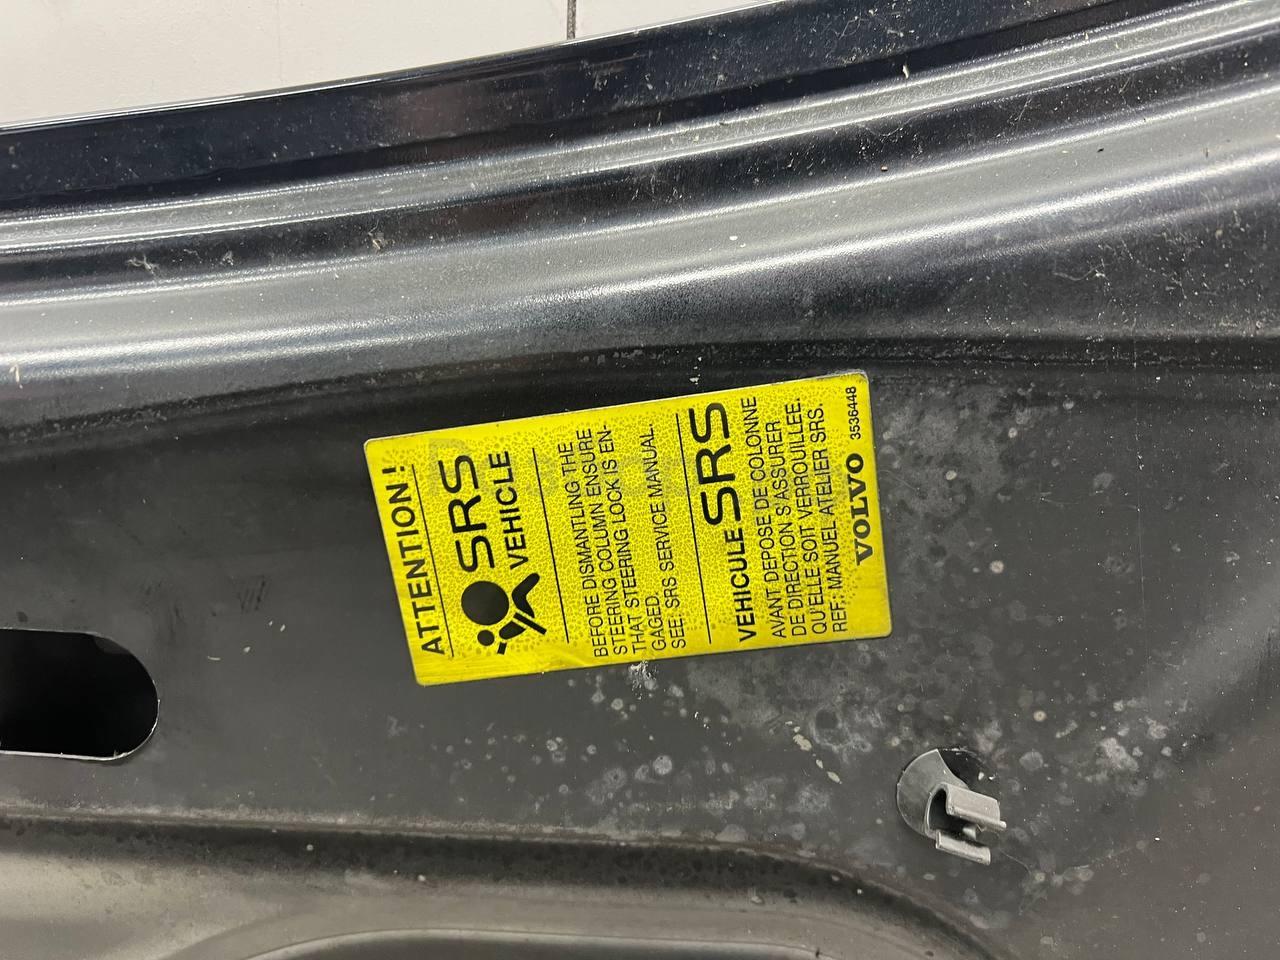 ATTENTION!
SRS
VEHICLE
BEFORE DISMANTLING THE
STEERING COLUMN ENSURE
THAT STEERING LOCK IS EN-
GAGED.
SEE: SRS SERVICE MANUAL.
VEHICULE SRS
AVANT DEPOSE DE COLONNE
DE DIRECTION S'ASSURER
QU'ELLE SOIT VERROUILLEE.
REF: MANUEL ATELIER SRS.
VOLVO 3536448